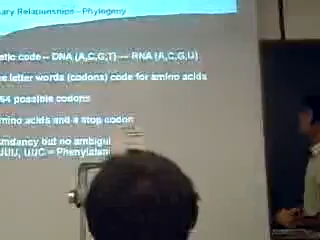 ary Relationships - Phylogeny
etic code – DNA (A,C,G,T) — RNA (A,C,G,U)
e letter words (codons) code for amino acids
64 possible codons
mino acids and a stop codon
undancy but no ambigui
UUU, UUC = Phenylalani